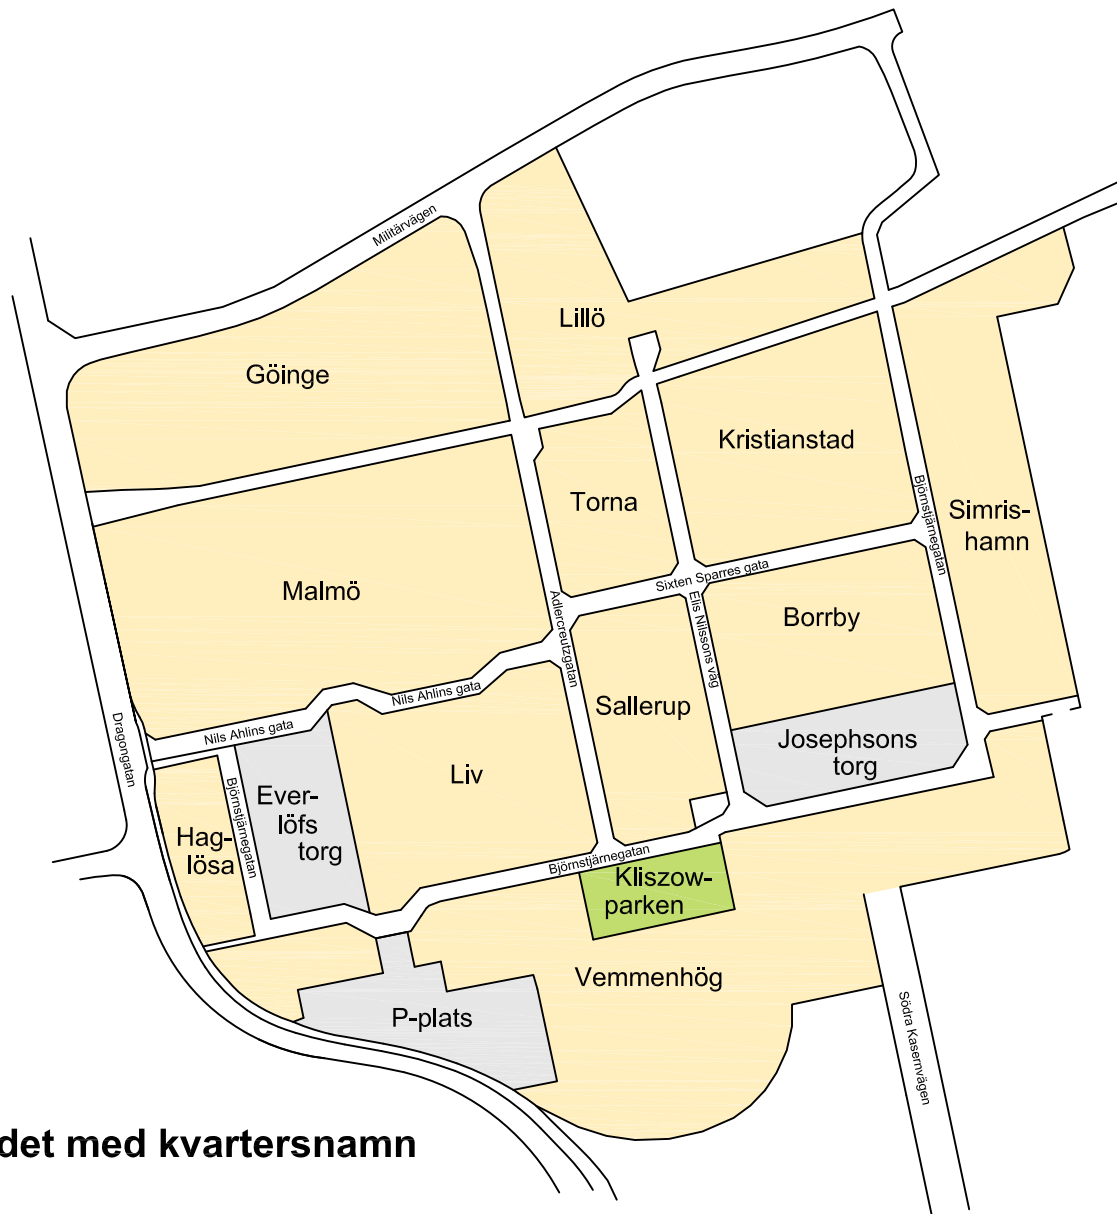 Militärvägen
Lillö
Göinge
Kristianstad
Torna
Björnstjärnegatan
Simris-
hamn
Sixten Sparres gata
Malmö
Adlercreutzgatan
Elis Nilssons väg
Borrby
Nils Ahlins gata
Nils Ahlins gata
Sallerup
Dragongatan
Josephsons
torg
Liv
Björnstjärnegatan
Ever-
löfs
torg
Hag-
lösa
Björnstjärnegatan
Kliszow-
parken
Vemmenhög
P-plats
Södra Kasernvägen
det med kvartersnamn